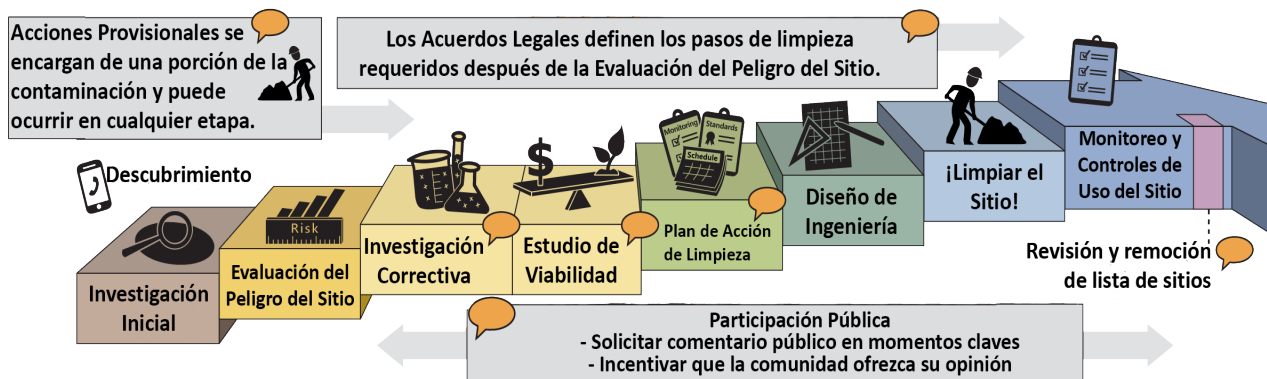 Acciones Provisionales se
encargan de una porción de la
contaminación y puede
ocurrir en cualquier etapa.
Los Acuerdos Legales definen los pasos de limpieza
requeridos después de la Evaluación del Peligro del Sitio.
Descubrimiento
Investigación
Inicial
Risk
Evaluación del
Peligro del Sitio
Investigación
Correctiva
$
Estudio de
Viabilidad
Monitoring
Standards
Schedule
Plan de Acción
de Limpieza
Diseño de
Ingeniería
¡Limpiar el
Sitio!
Monitoreo y
Controles de
Uso del Sitio
Revisión y remoción
de lista de sitios
Participación Pública
- Solicitar comentario público en momentos claves
- Incentivar que la comunidad ofrezca su opinión